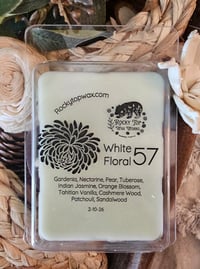 Rockytopwax.com
Rocky Top
Wax Works
White
Floral 57
Gardenia, Nectarine, Pear, Tuberose,
Indian Jasmine, Orange Blossom,
Tahitian Vanilla, Cashmere Wood,
Patchouli, Sandalwood
2-10-26